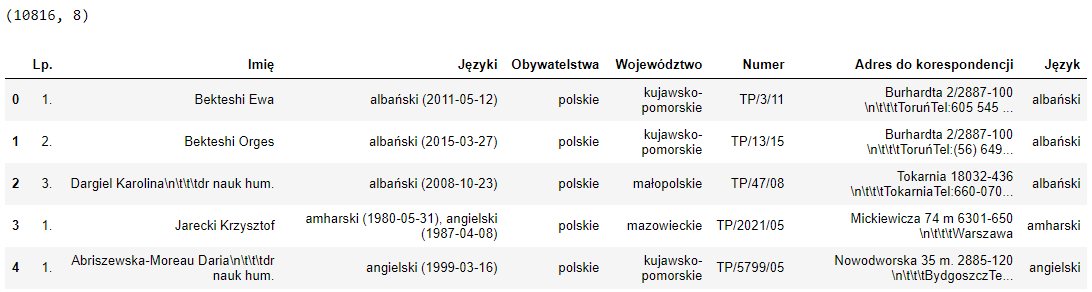 (10816, 8)
Lp. Imię Języki Obywatelstwa Województwo Numer Adres do korespondencji Język
0 1. Bekteshi Ewa albański (2011-05-12) polskie kujawsko-pomorskie TP/3/11 Burhardta 2/2887-100 \n\t\t\tToruńTel:605 545 ... albański
1 2. Bekteshi Orges albański (2015-03-27) polskie kujawsko-pomorskie TP/13/15 Burhardta 2/2887-100 \n\t\t\tToruńTel:(56) 649... albański
2 3. Dargiel Karolina\n\t\t\tdr nauk hum. albański (2008-10-23) polskie małopolskie TP/47/08 Tokarnia 18032-436 \n\t\t\tTokarniaTel:660-070... albański
3 1. Jarecki Krzysztof amharski (1980-05-31), angielski (1987-04-08) polskie mazowieckie TP/2021/05 Mickiewicza 74 m 6301-650 \n\t\t\tWarszawa amharski
4 1. Abriszewska-Moreau Daria\n\t\t\tdr nauk hum. angielski (1999-03-16) polskie kujawsko-pomorskie TP/5799/05 Nowodworska 35 m. 2885-120 \n\t\t\tBydgoszczTe... angielski